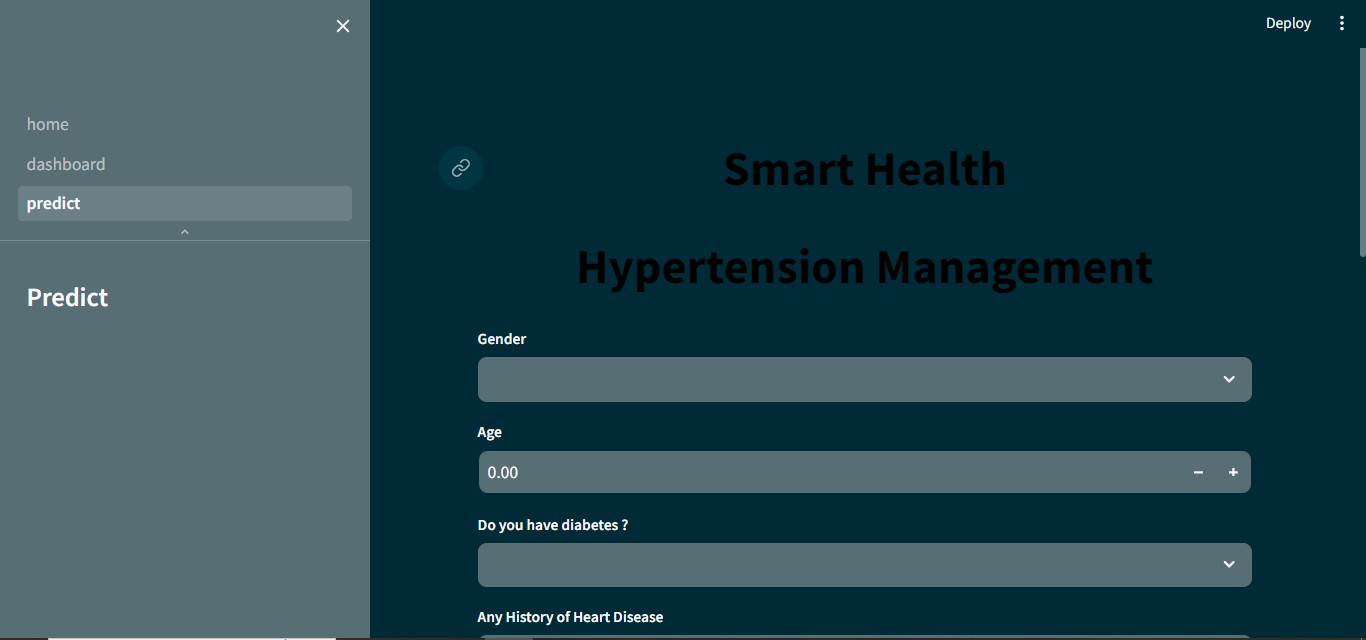 Deploy
home
dashboard
predict
Predict
Smart Health
Hypertension Management
Gender
Age
0.00
Do you have diabetes ?
Any History of Heart Disease